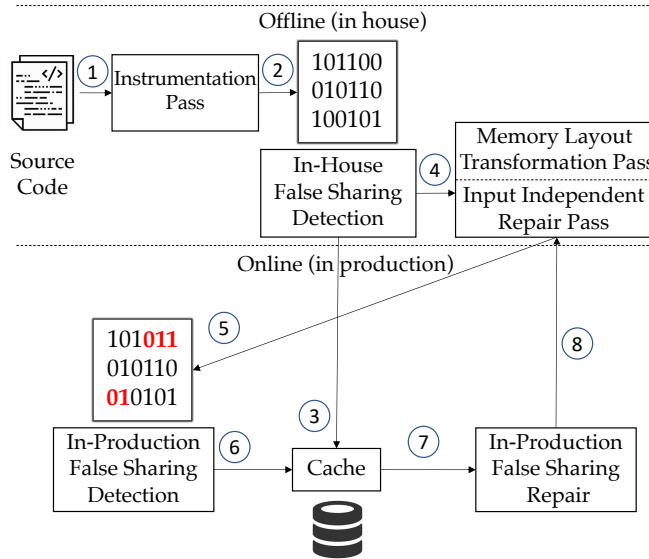 Offline (in house)
</>
1
2
Instrumentation
Pass
101100
010110
100101
Source
Code
In-House
False Sharing
Detection
4
Memory Layout
Transformation Pass
Input Independent
Repair Pass
Online (in production)
5
101011
010110
010101
8
3
In-Production
False Sharing
Detection
6
Cache
7
In-Production
False Sharing
Repair